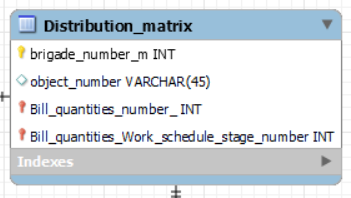 Distribution_matrix
brigade_number_m INT
object_number VARCHAR(45)
Bill_quantities_number_ INT
Bill_quantities_Work_schedule_stage_number INT
Indexes